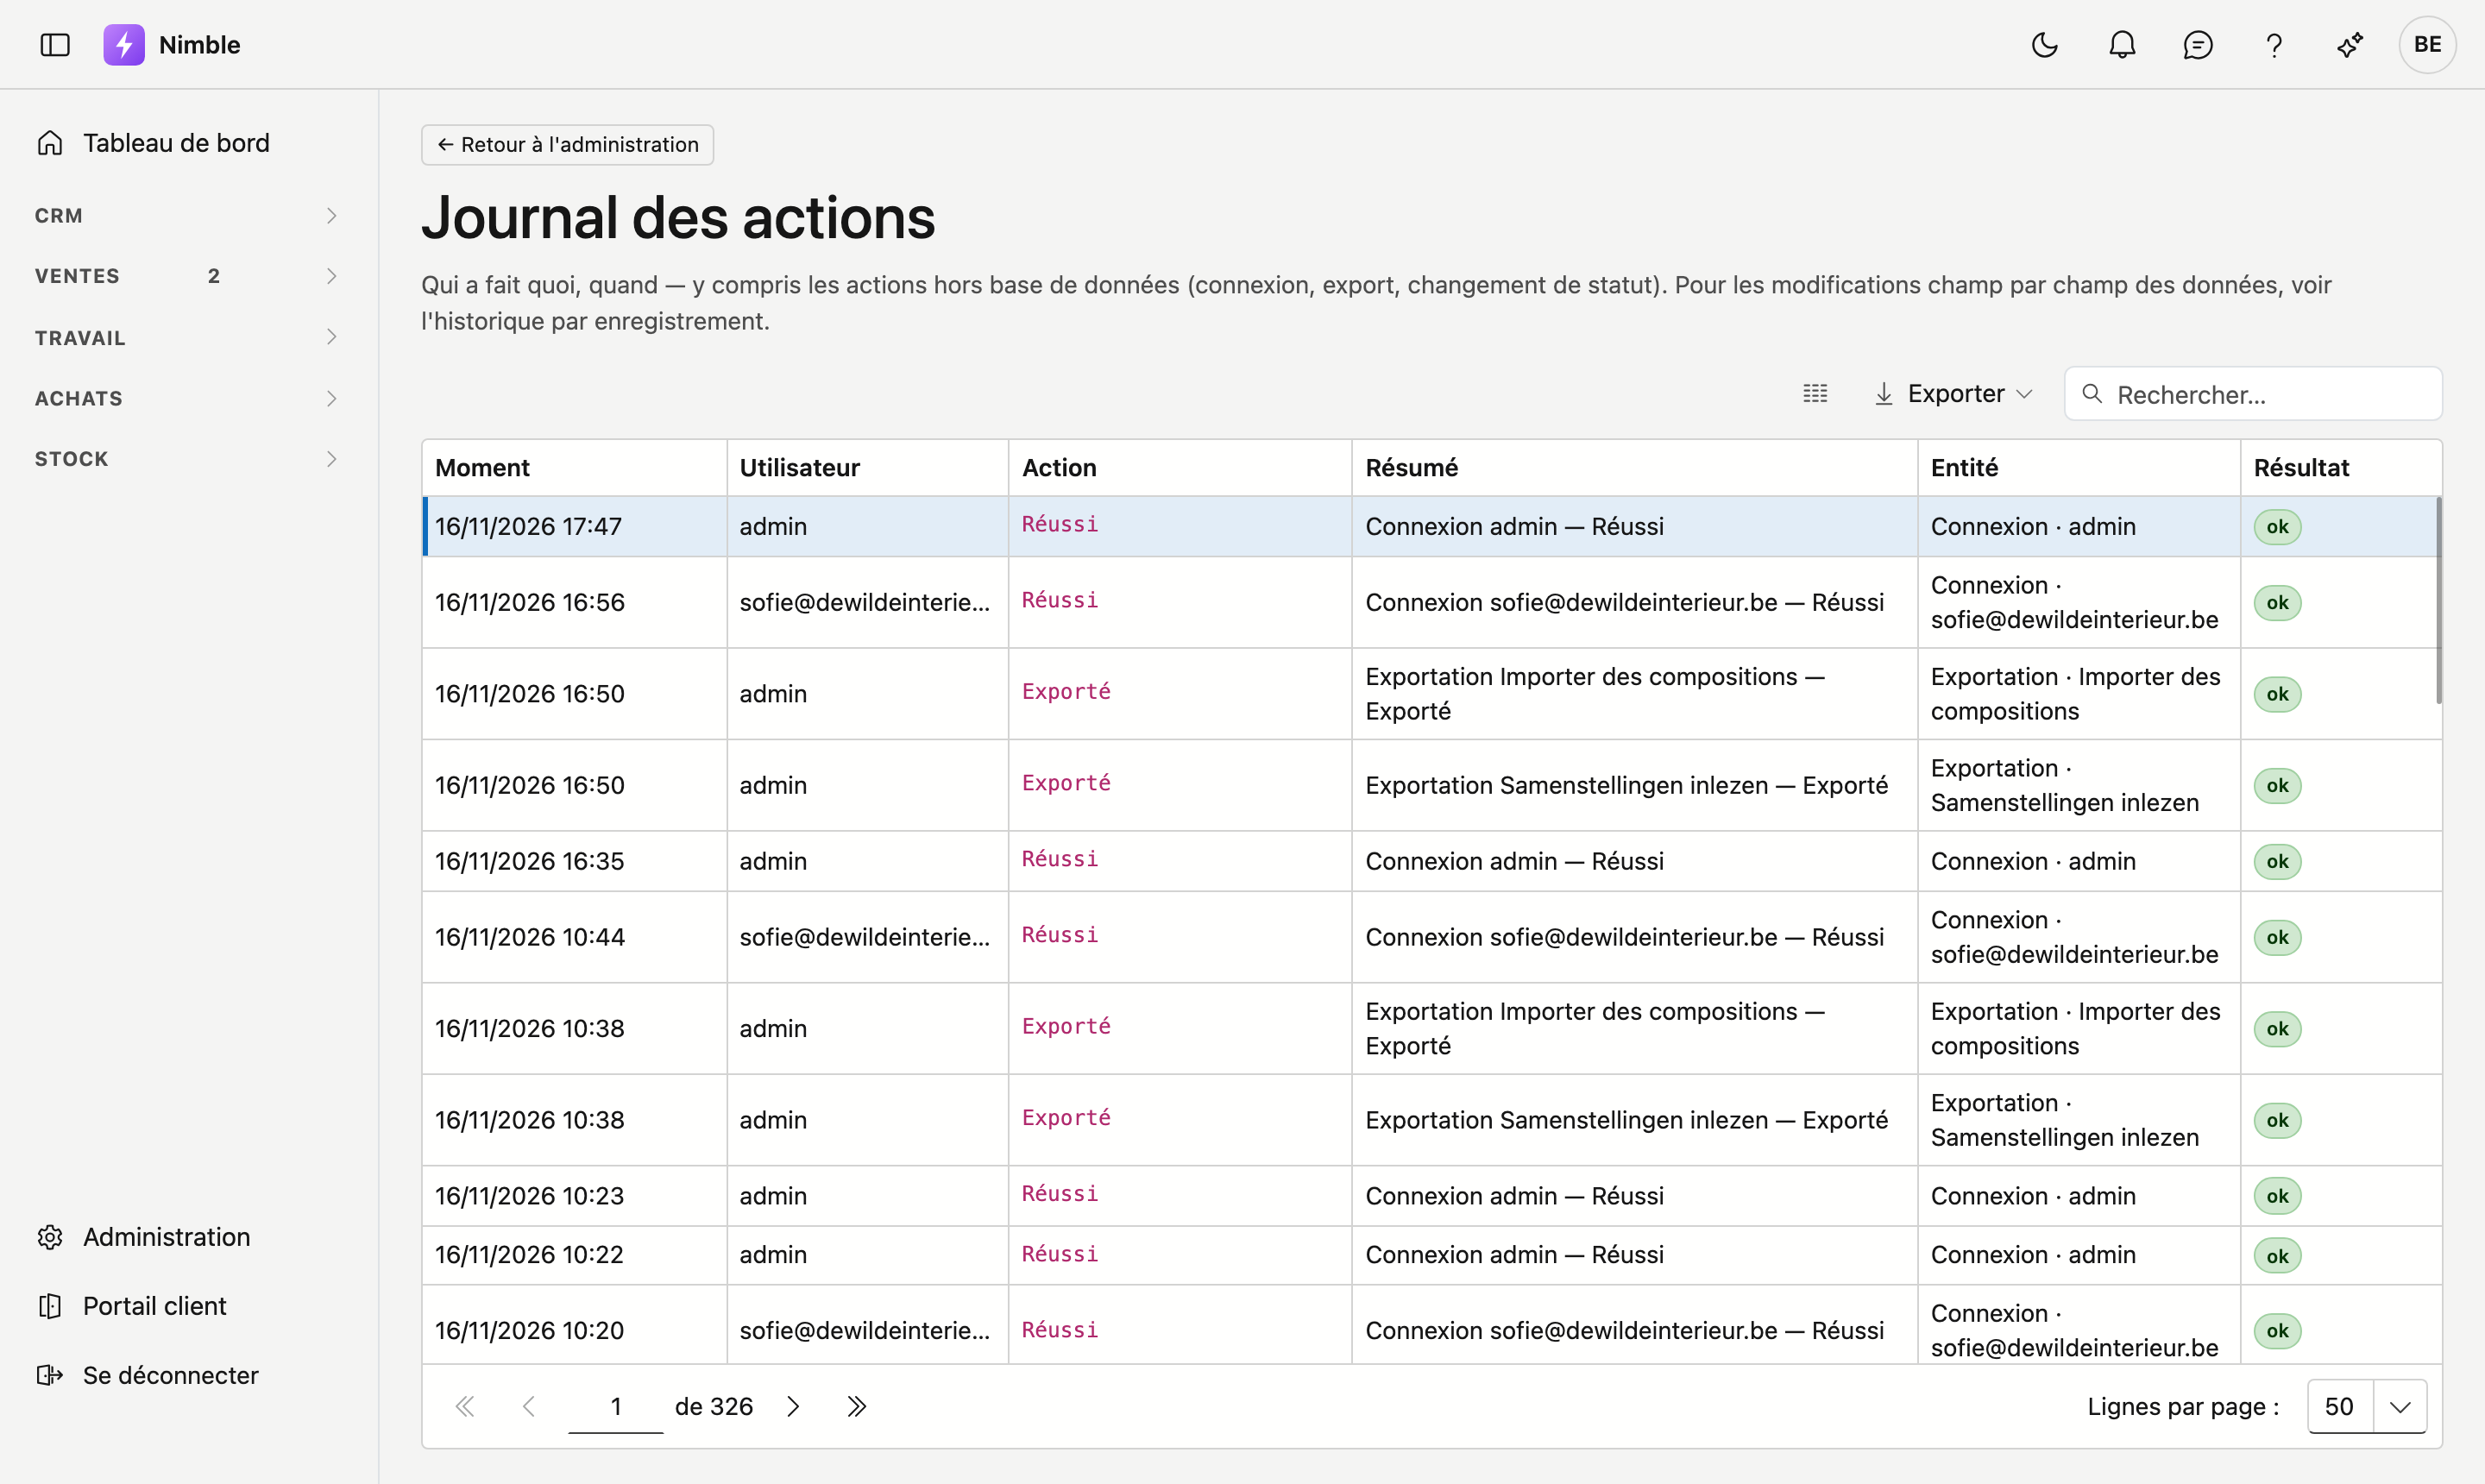 Nimble
BE
Tableau de bord
CRM
VENTES 2
TRAVAIL
ACHATS
STOCK
Administration
Portail client
Se déconnecter
← Retour à l'administration
Journal des actions
Qui a fait quoi, quand — y compris les actions hors base de données (connexion, export, changement de statut). Pour les modifications champ par champ des données, voir
l'historique par enregistrement.
Exporter
Rechercher...
Moment Utilisateur Action Résumé Entité Résultat
16/11/2026 17:47 admin Réussi Connexion admin — Réussi Connexion · admin ok
16/11/2026 16:56 sofie@dewildeinterie... Réussi Connexion sofie@dewildeinterieur.be — Réussi Connexion ·
sofie@dewildeinterieur.be ok
16/11/2026 16:50 admin Exporté Exportation Importer des compositions —
Exporté Exportation · Importer des
compositions ok
16/11/2026 16:50 admin Exporté Exportation Samenstellingen inlezen — Exporté Exportation ·
Samenstellingen inlezen ok
16/11/2026 16:35 admin Réussi Connexion admin — Réussi Connexion · admin ok
16/11/2026 10:44 sofie@dewildeinterie... Réussi Connexion sofie@dewildeinterieur.be — Réussi Connexion ·
sofie@dewildeinterieur.be ok
16/11/2026 10:38 admin Exporté Exportation Importer des compositions —
Exporté Exportation · Importer des
compositions ok
16/11/2026 10:38 admin Exporté Exportation Samenstellingen inlezen — Exporté Exportation ·
Samenstellingen inlezen ok
16/11/2026 10:23 admin Réussi Connexion admin — Réussi Connexion · admin ok
16/11/2026 10:22 admin Réussi Connexion admin — Réussi Connexion · admin ok
16/11/2026 10:20 sofie@dewildeinterie... Réussi Connexion sofie@dewildeinterieur.be — Réussi Connexion ·
sofie@dewildeinterieur.be ok
1 de 326
Lignes par page : 50